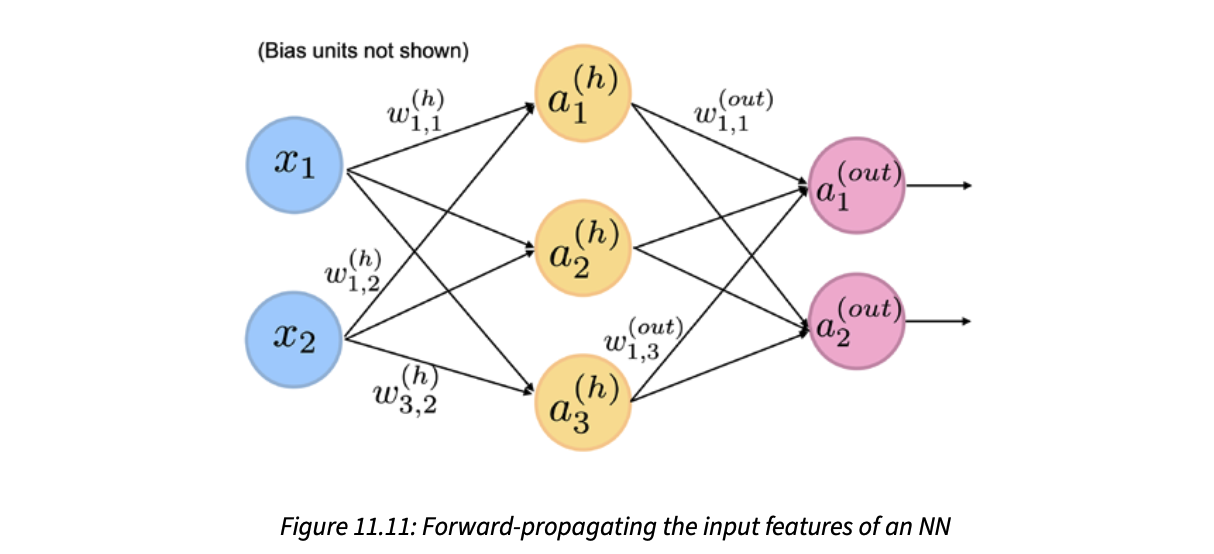 (Bias units not shown)
w_{1,1}^{(h)}
a_1^{(h)}
w_{1,1}^{(out)}
x_1
a_1^{(out)}
w_{1,2}^{(h)}
a_2^{(h)}
x_2
a_2^{(out)}
w_{1,3}^{(out)}
w_{3,2}^{(h)}
a_3^{(h)}
Figure 11.11: Forward-propagating the input features of an NN